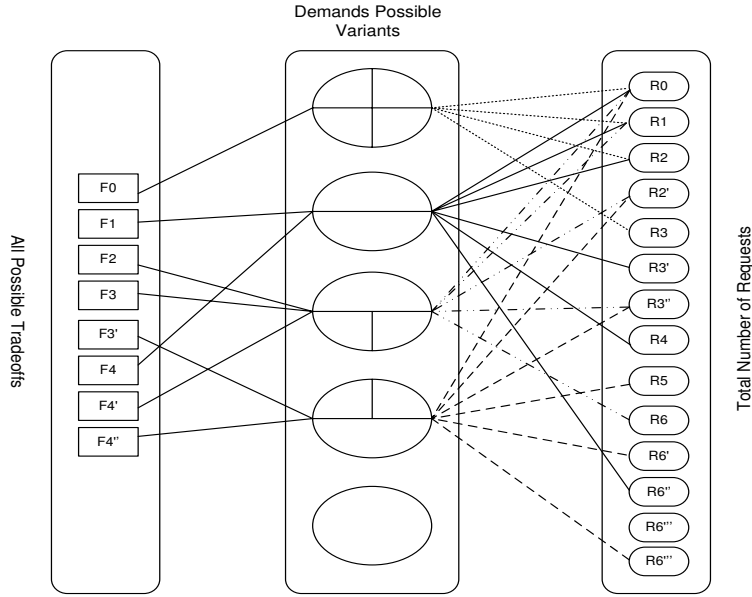 Demands Possible
Variants
All Possible Tradeoffs
F0
F1
F2
F3
F3'
F4
F4'
F4''
R0
R1
R2
R2'
R3
R3'
R3''
R4
R5
R6
R6'
R6''
R6'''
R6'''
Total Number of Requests